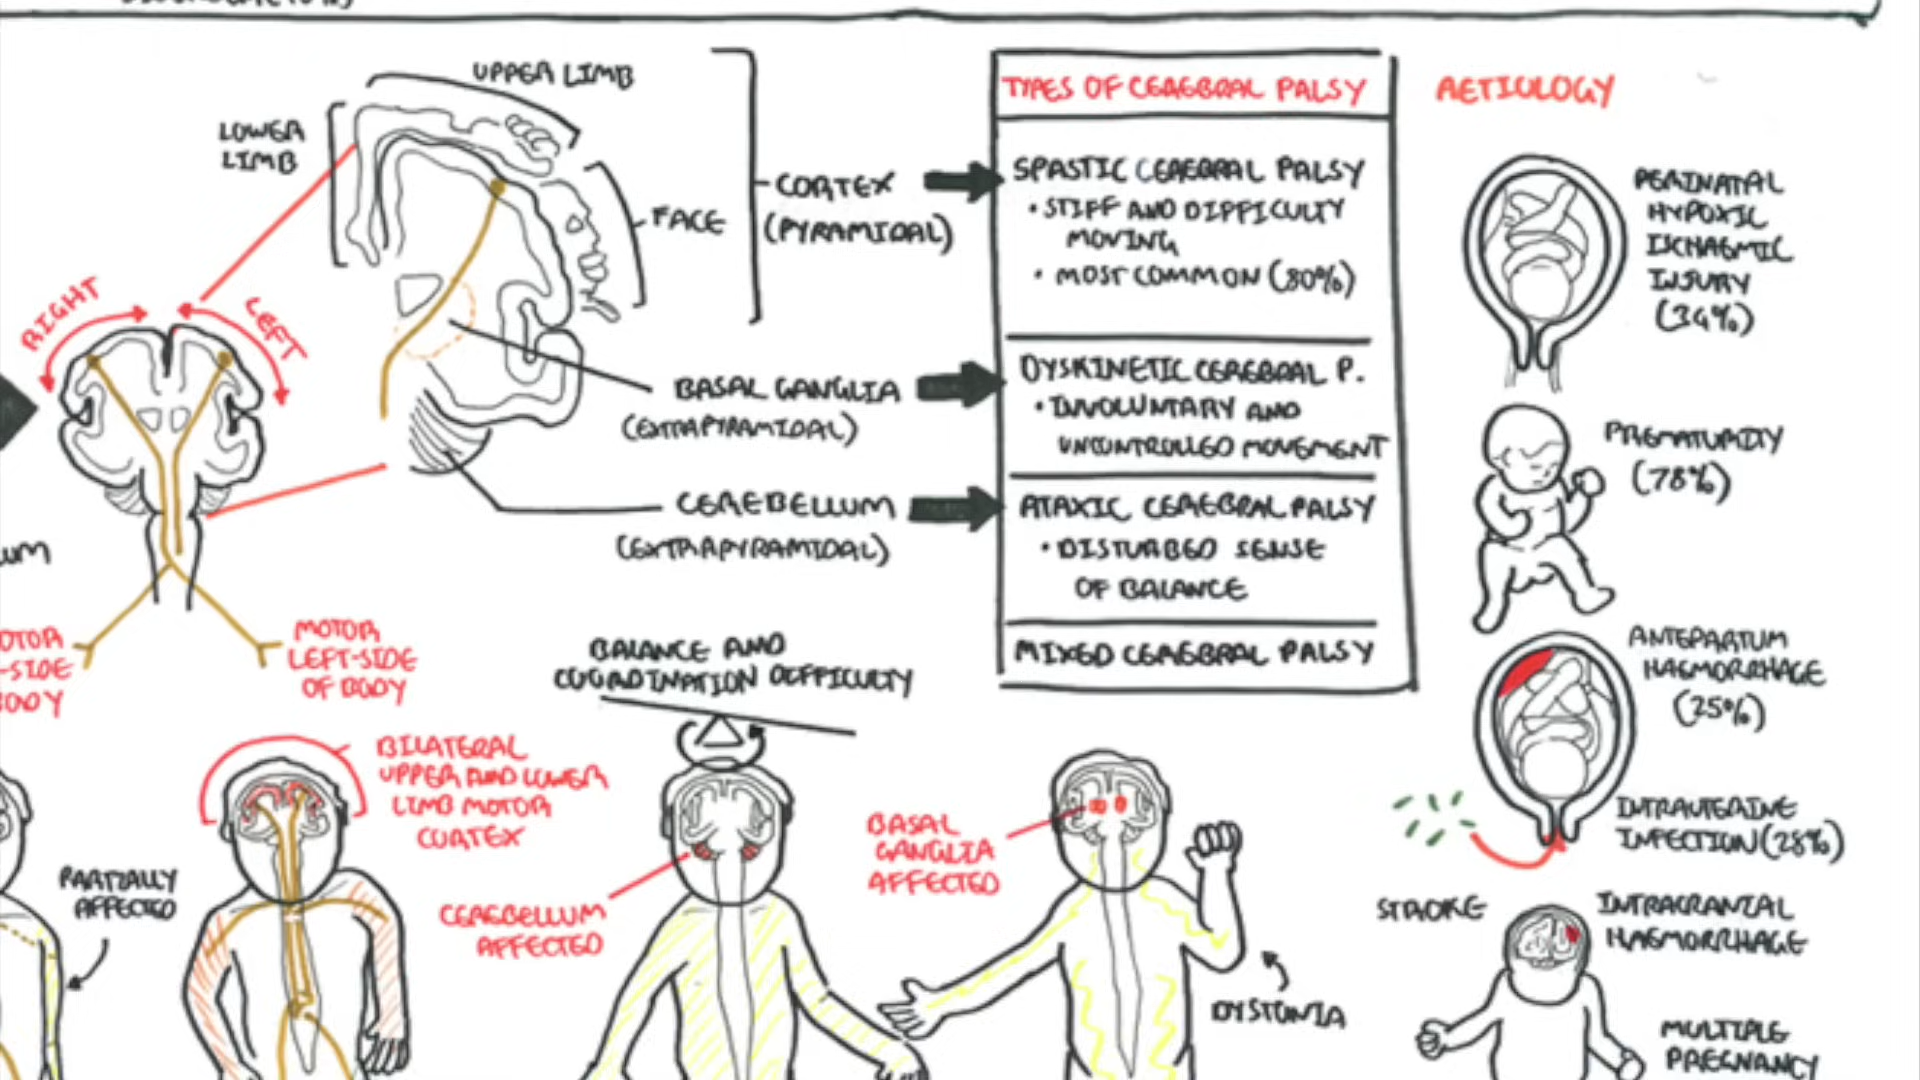 UPPER LIMB
LOWER
LIMB
FACE
CORTEX
(PYRAMIDAL)
RIGHT
LEFT
BASAL GANGLIA
(EXTRAPYRAMIDAL)
CEREBELLUM
(EXTRAPYRAMIDAL)
MOTOR
LEFT-SIDE
OF BODY
TYPES OF CEREBRAL PALSY
SPASTIC CEREBRAL PALSY
• STIFF AND DIFFICULTY
MOVING
• MOST COMMON (80%)
DYSKINETIC CEREBRAL P.
• INVOLUNTARY AND
UNCONTROLLED MOVEMENT
ATAXIC CEREBRAL PALSY
• DISTURBED SENSE
OF BALANCE
MIXED CEREBRAL PALSY
AETIOLOGY
PERINATAL
HYPOXIC
ISCHAEMIC
INJURY
(34%)
PREMATURITY
(78%)
ANTEPARTUM
HAEMORRHAGE
(25%)
INTRAUTERINE
INFECTION (28%)
STROKE
INTRACRANIAL
HAEMORRHAGE
MULTIPLE
PREGNANCY
PARTIALLY
AFFECTED
BILATERAL
UPPER AND LOWER
LIMB MOTOR
CORTEX
BALANCE AND
COORDINATION DIFFICULTY
CEREBELLUM
AFFECTED
BASAL
GANGLIA
AFFECTED
DYSTONIA